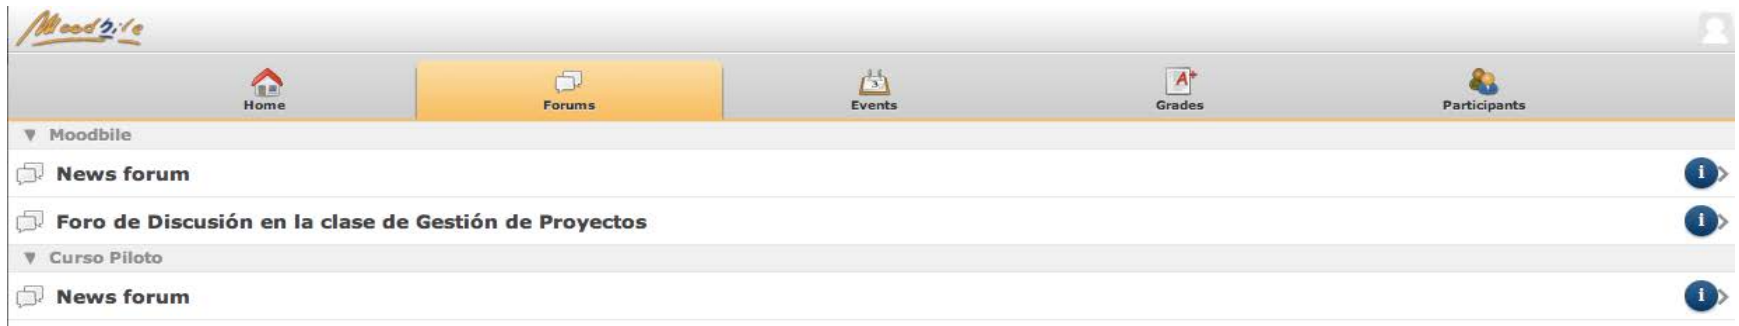 Moodbile
Home Forums Events Grades Participants
▼ Moodbile
News forum
Foro de Discusión en la clase de Gestión de Proyectos
▼ Curso Piloto
News forum